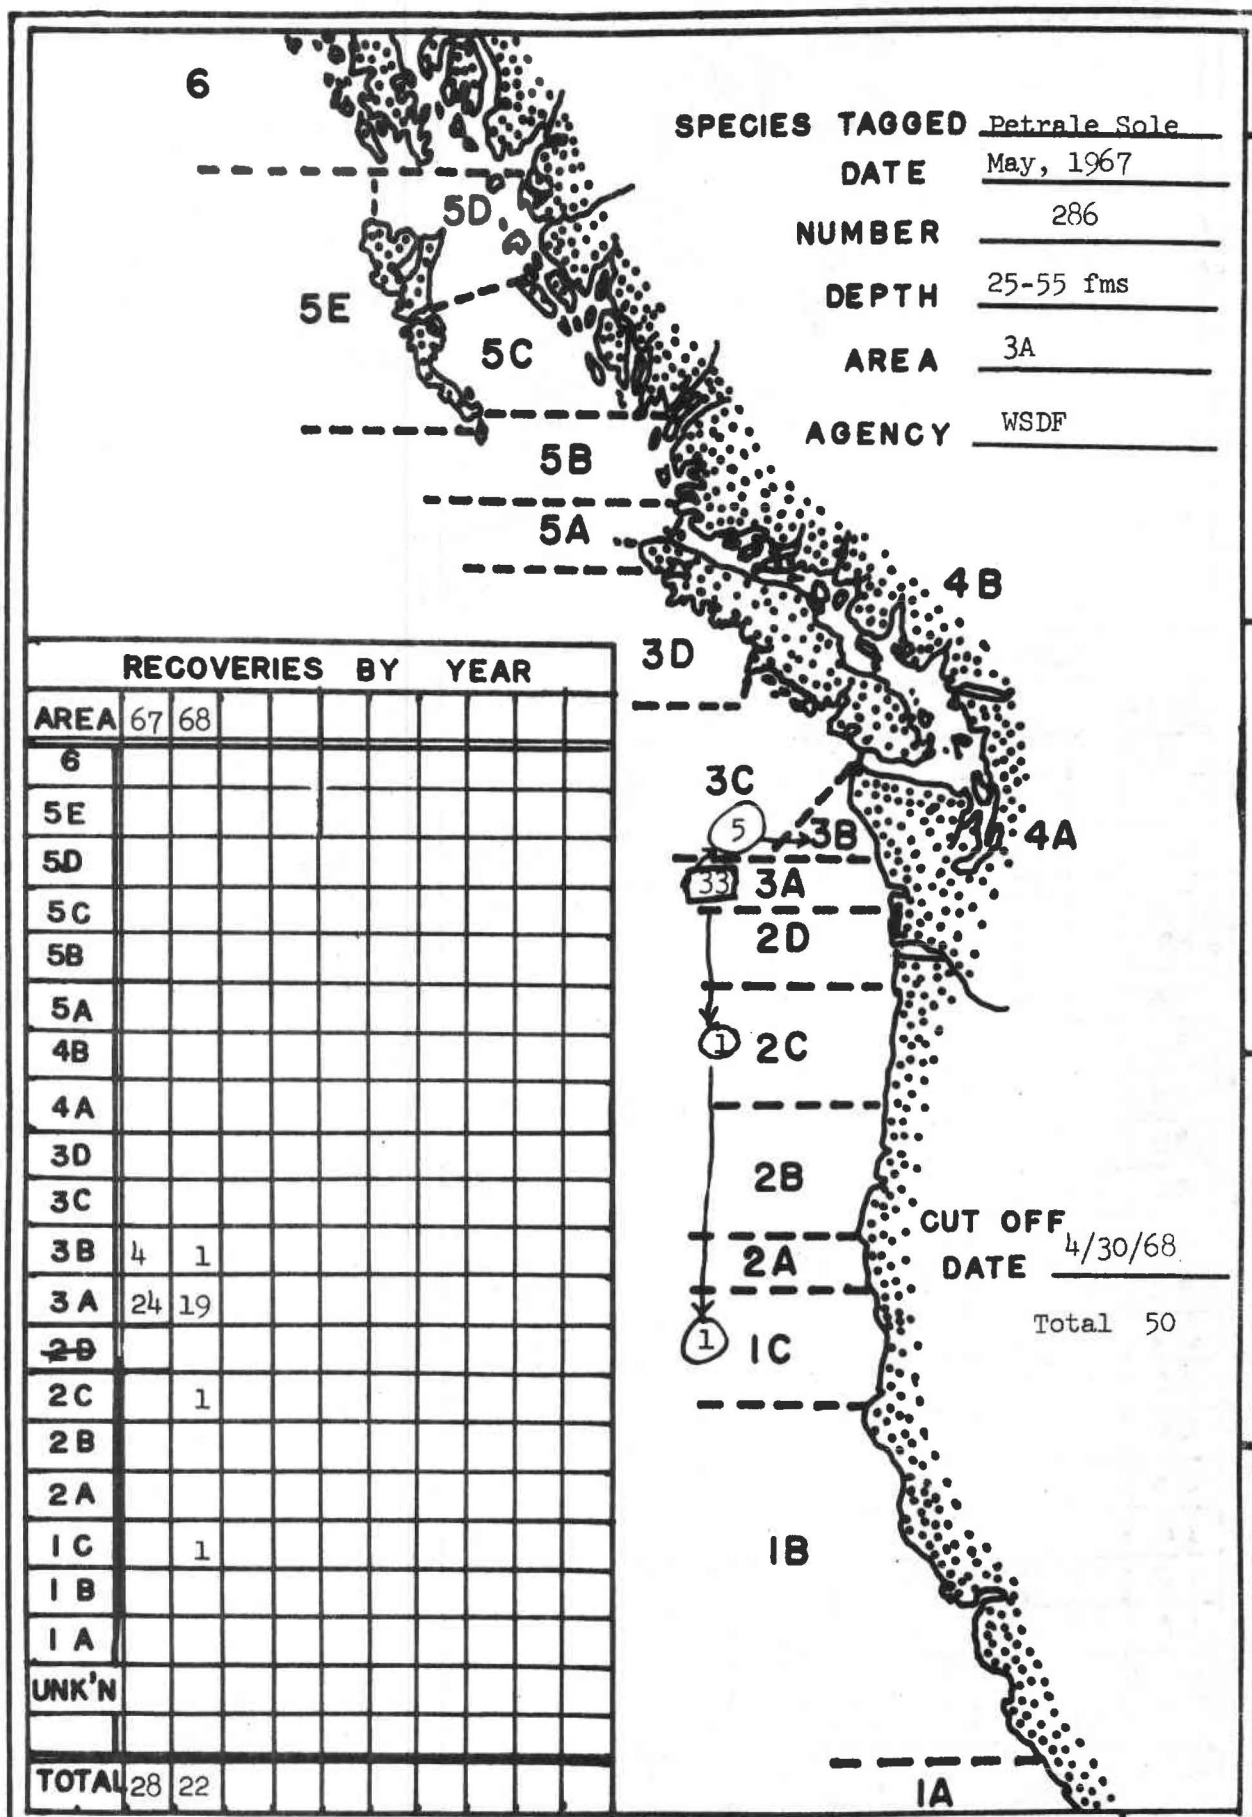 6
SPECIES TAGGED Petrale Sole
DATE May, 1967
NUMBER 286
DEPTH 25-55 fms
AREA 3A
AGENCY WSDF
5D
5E
5C
5B
5A
4B
3D
3C
5
3B
4A
33
3A
2D
1 2C
2B
2A
1 1C
1B
1A
CUT OFF
DATE 4/30/68
Total 50
RECOVERIES BY YEAR
AREA 67 68
6
5E
5D
5C
5B
5A
4B
4A
3D
3C
3B 4 1
3A 24 19
2D
2C 1
2B
2A
1C 1
1B
1A
UNK'N
TOTAL 28 22